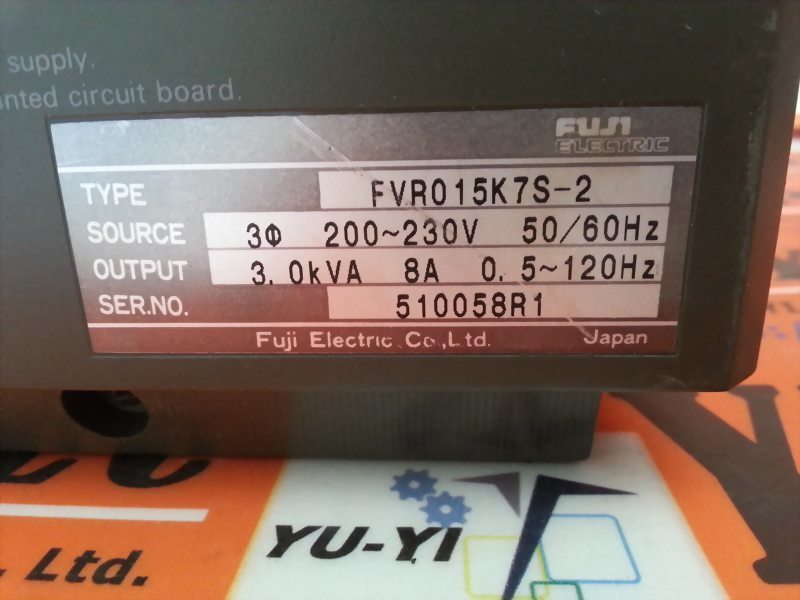 supply.
circuit board.
FUJI
ELECTRIC
TYPE FVR015K7S-2
SOURCE 3Φ 200~230V 50/60Hz
OUTPUT 3.0kVA 8A 0.5~120Hz
SER.NO. 510058R1
Fuji Electric Co.,Ltd. Japan
YU-YI
Ltd.